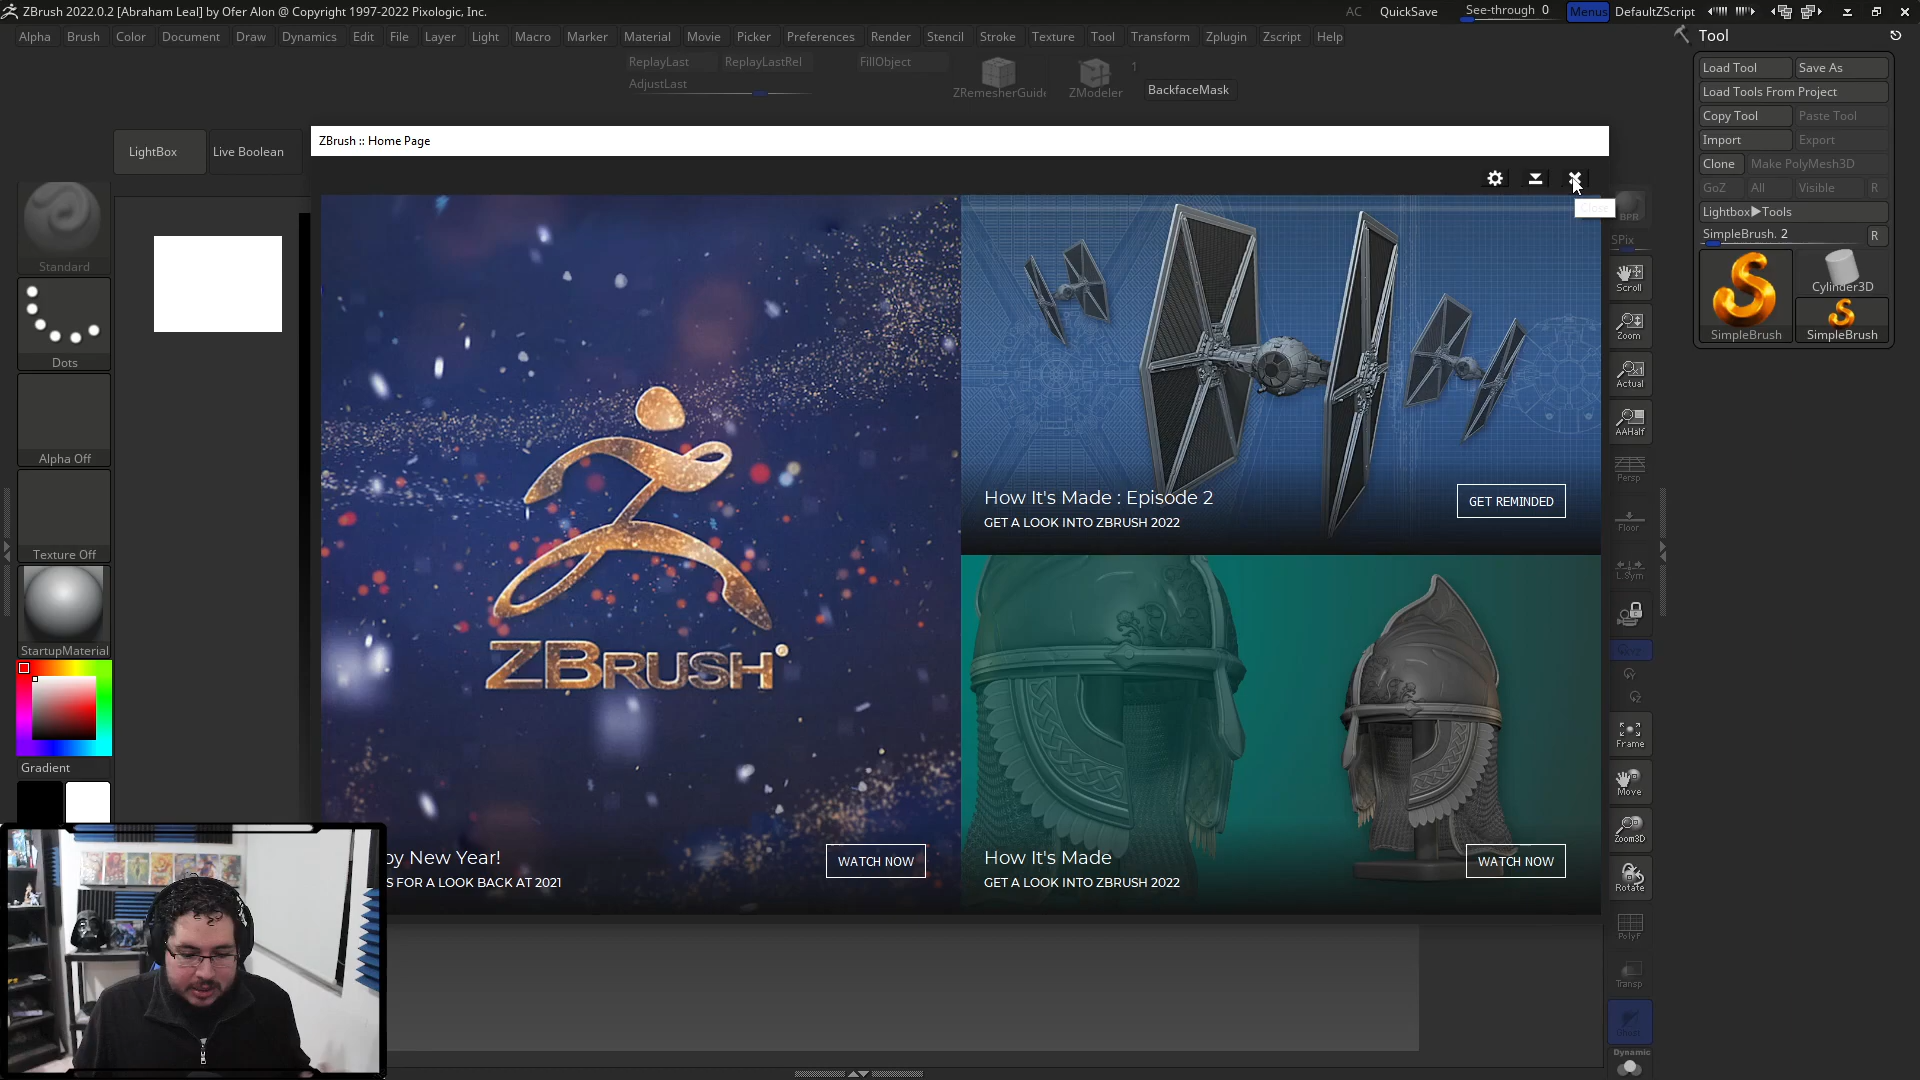 ZBrush 2022.0.2 [Abraham Leal] by Ofer Alon @ Copyright 1997-2022 Pixologic, Inc.
AC QuickSave See-through 0 Menus DefaultZScript
Alpha Brush Color Document Draw Dynamics Edit File Layer Light Macro Marker Material Movie Picker Preferences Render Stencil Stroke Texture Tool Transform Zplugin Zscript Help
Tool
ReplayLast ReplayLastRel FillObject
AdjustLast
ZRemesherGuide
ZModeler
1
BackfaceMask
Load Tool Save As
Load Tools From Project
Copy Tool Paste Tool
Import Export
Clone Make PolyMesh3D
GoZ All Visible R
Lightbox▶Tools
SimpleBrush. 2 R
Cylinder3D
SimpleBrush SimpleBrush
LightBox Live Boolean
ZBrush :: Home Page
Close
Standard
Dots
Alpha Off
Texture Off
StartupMaterial
Gradient
BPR
SPix
Scroll
Zoom
Actual
AAHalf
Persp
Floor
L.Sym
Frame
Move
Zoom3D
Rotate
PolyF
Transp
Dynamic
ZBRUSH®
How It's Made : Episode 2
GET A LOOK INTO ZBRUSH 2022
GET REMINDED
py New Year!
S FOR A LOOK BACK AT 2021
WATCH NOW
How It's Made
GET A LOOK INTO ZBRUSH 2022
WATCH NOW